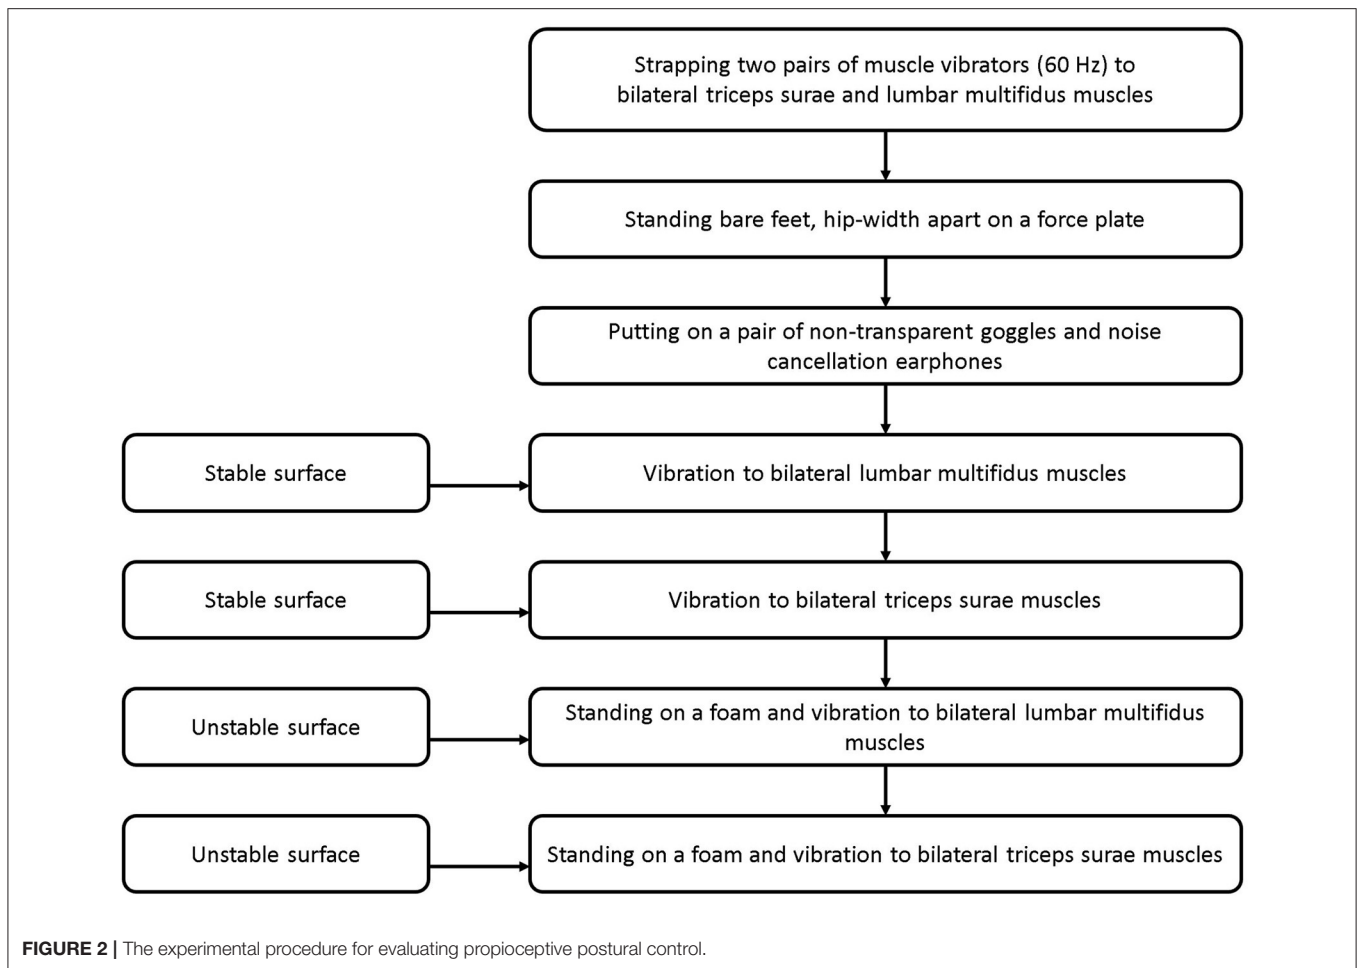 Strapping two pairs of muscle vibrators (60 Hz) to
bilateral triceps surae and lumbar multifidus muscles
Standing bare feet, hip-width apart on a force plate
Putting on a pair of non-transparent goggles and noise
cancellation earphones
Stable surface
Vibration to bilateral lumbar multifidus muscles
Stable surface
Vibration to bilateral triceps surae muscles
Unstable surface
Standing on a foam and vibration to bilateral lumbar multifidus
muscles
Unstable surface
Standing on a foam and vibration to bilateral triceps surae muscles
FIGURE 2 | The experimental procedure for evaluating propioceptive postural control.